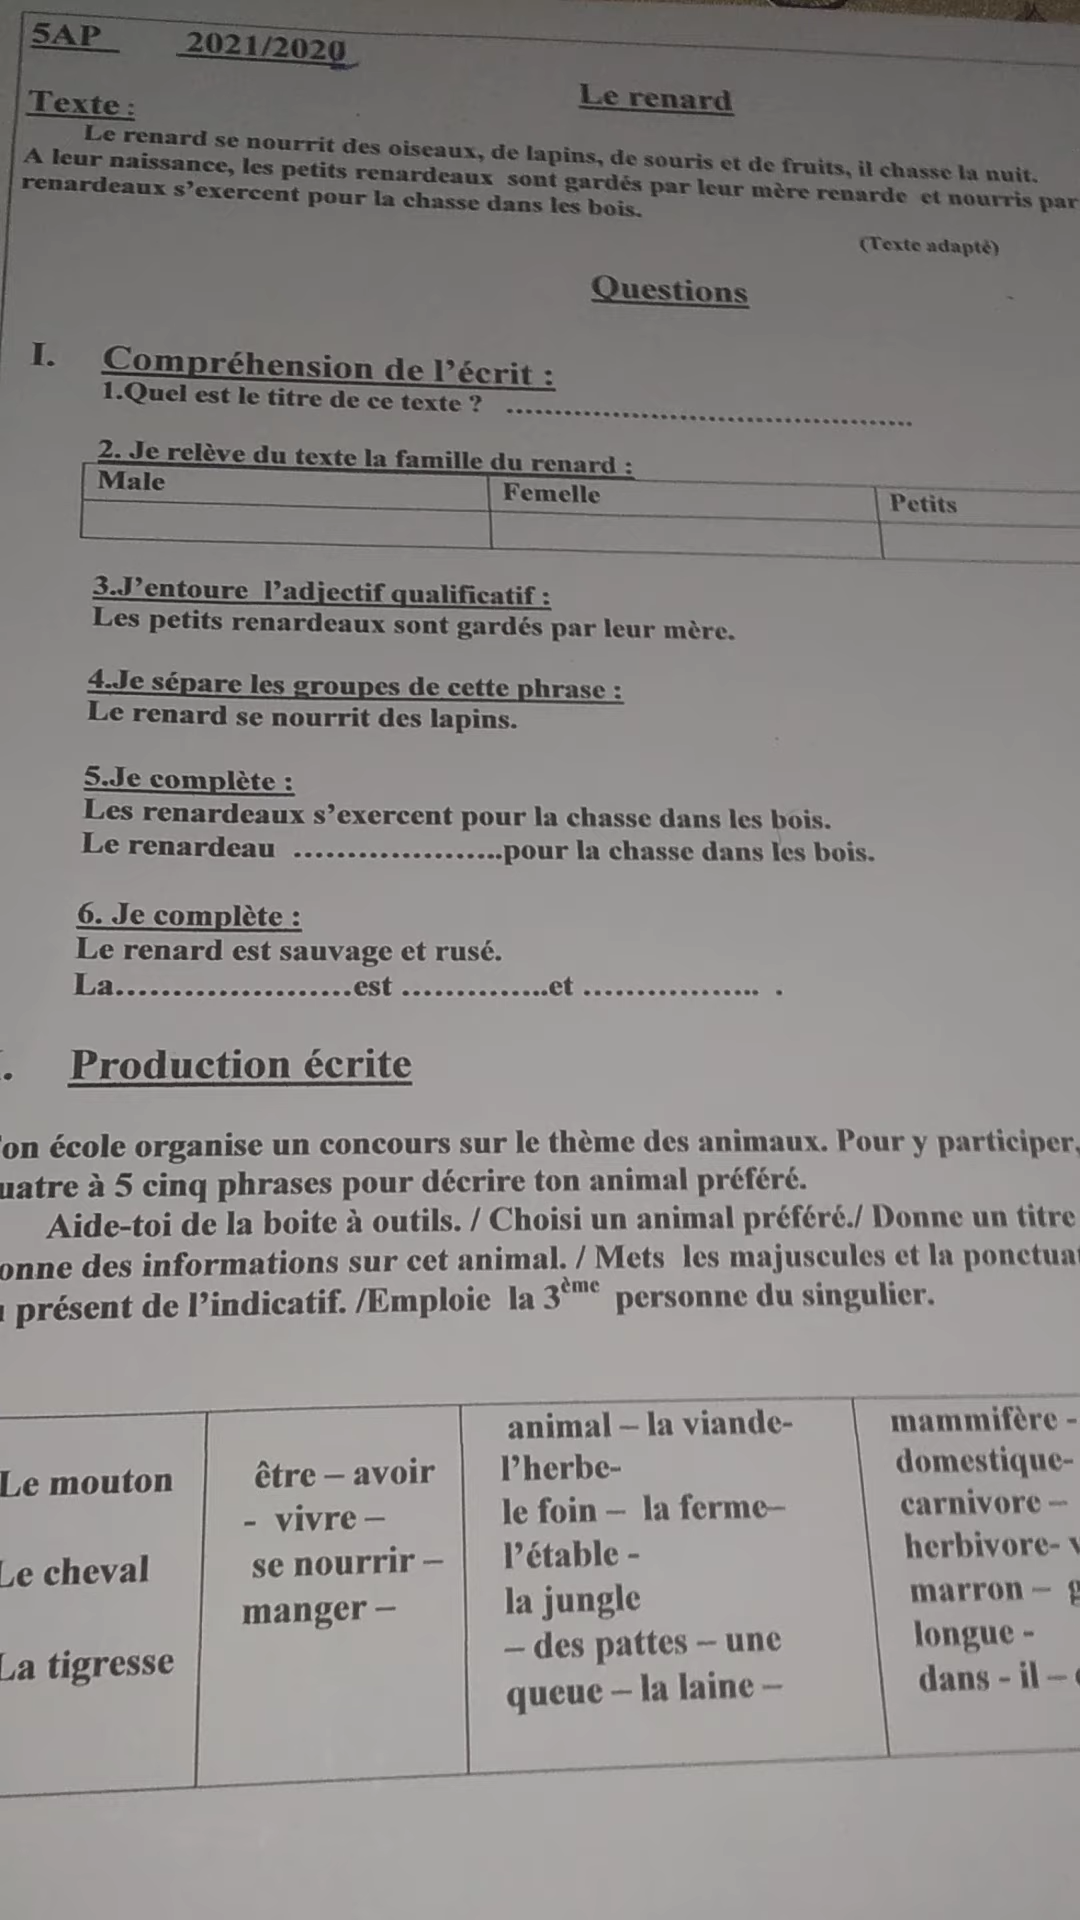 5AP 2021/2020
Le renard
Texte :
Le renard se nourrit des oiseaux, de lapins, de souris et de fruits, il chasse la nuit.
A leur naissance, les petits renardeaux sont gardés par leur mère renarde et nourris par
renardeaux s'exercent pour la chasse dans les bois.
(Texte adapté)
Questions
I. Compréhension de l'écrit :
1.Quel est le titre de ce texte ? ..........................................
2. Je relève du texte la famille du renard :
Male Femelle Petits
3.J'entoure l'adjectif qualificatif :
Les petits renardeaux sont gardés par leur mère.
4.Je sépare les groupes de cette phrase :
Le renard se nourrit des lapins.
5.Je complète :
Les renardeaux s'exercent pour la chasse dans les bois.
Le renardeau .....................pour la chasse dans les bois.
6. Je complète :
Le renard est sauvage et rusé.
La......................est ...............et .................. .
Production écrite
on école organise un concours sur le thème des animaux. Pour y participer,
uatre à 5 cinq phrases pour décrire ton animal préféré.
Aide-toi de la boite à outils. / Choisi un animal préféré./ Donne un titre
onne des informations sur cet animal. / Mets les majuscules et la ponctuat
présent de l'indicatif. /Emploie la 3ème personne du singulier.
Le mouton
Le cheval
La tigresse
être – avoir
- vivre –
se nourrir –
manger –
animal – la viande-
l'herbe-
le foin – la ferme–
l'étable -
la jungle
– des pattes – une
queue – la laine –
mammifère -
domestique-
carnivore –
herbivore-
marron –
longue -
dans - il –